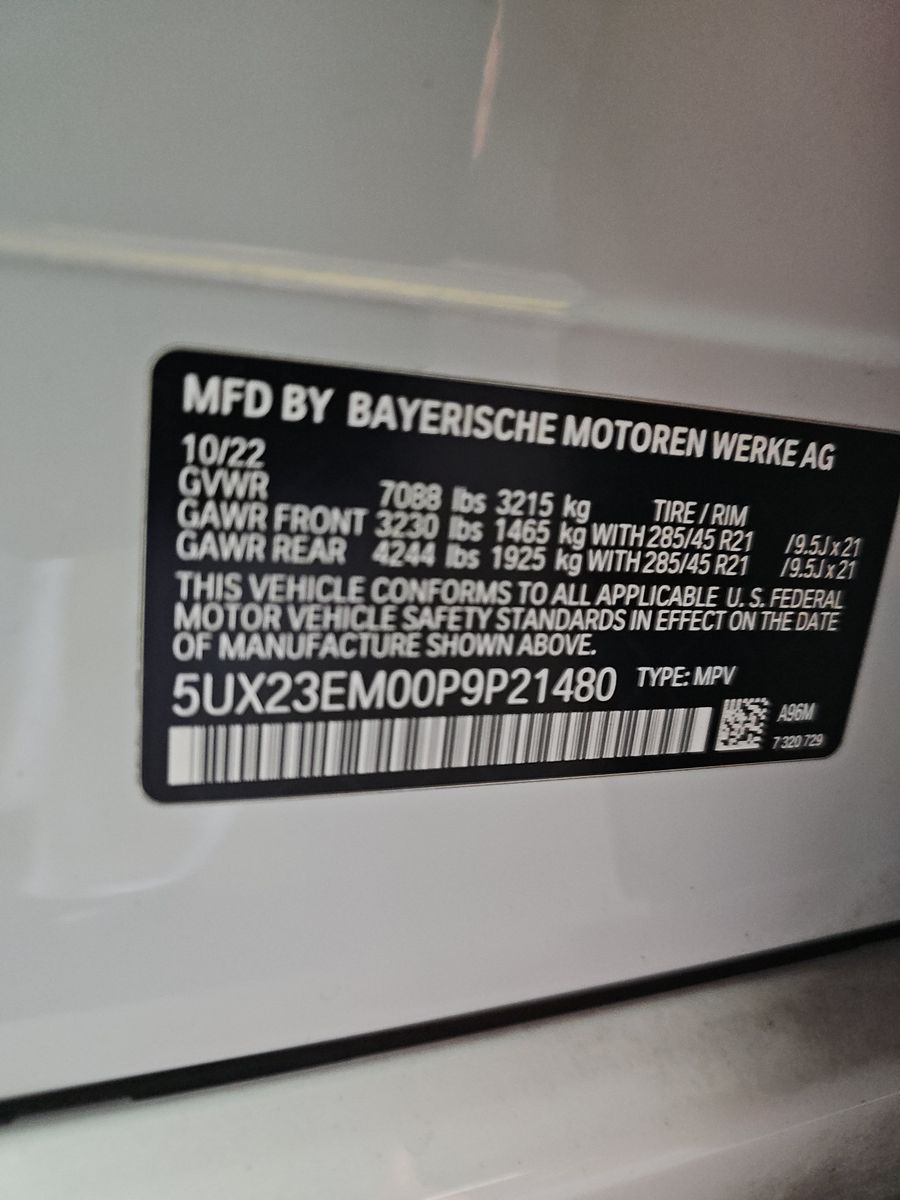 MFD BY BAYERISCHE MOTOREN WERKE AG
10/22
GVWR 7088 lbs 3215 kg TIRE / RIM
GAWR FRONT 3230 lbs 1465 kg WITH 285/45 R21 /9.5J x 21
GAWR REAR 4244 lbs 1925 kg WITH 285/45 R21 /9.5J x 21
THIS VEHICLE CONFORMS TO ALL APPLICABLE U. S. FEDERAL
MOTOR VEHICLE SAFETY STANDARDS IN EFFECT ON THE DATE
OF MANUFACTURE SHOWN ABOVE.
5UX23EM00P9P21480 TYPE: MPV
A96M
7 320 729